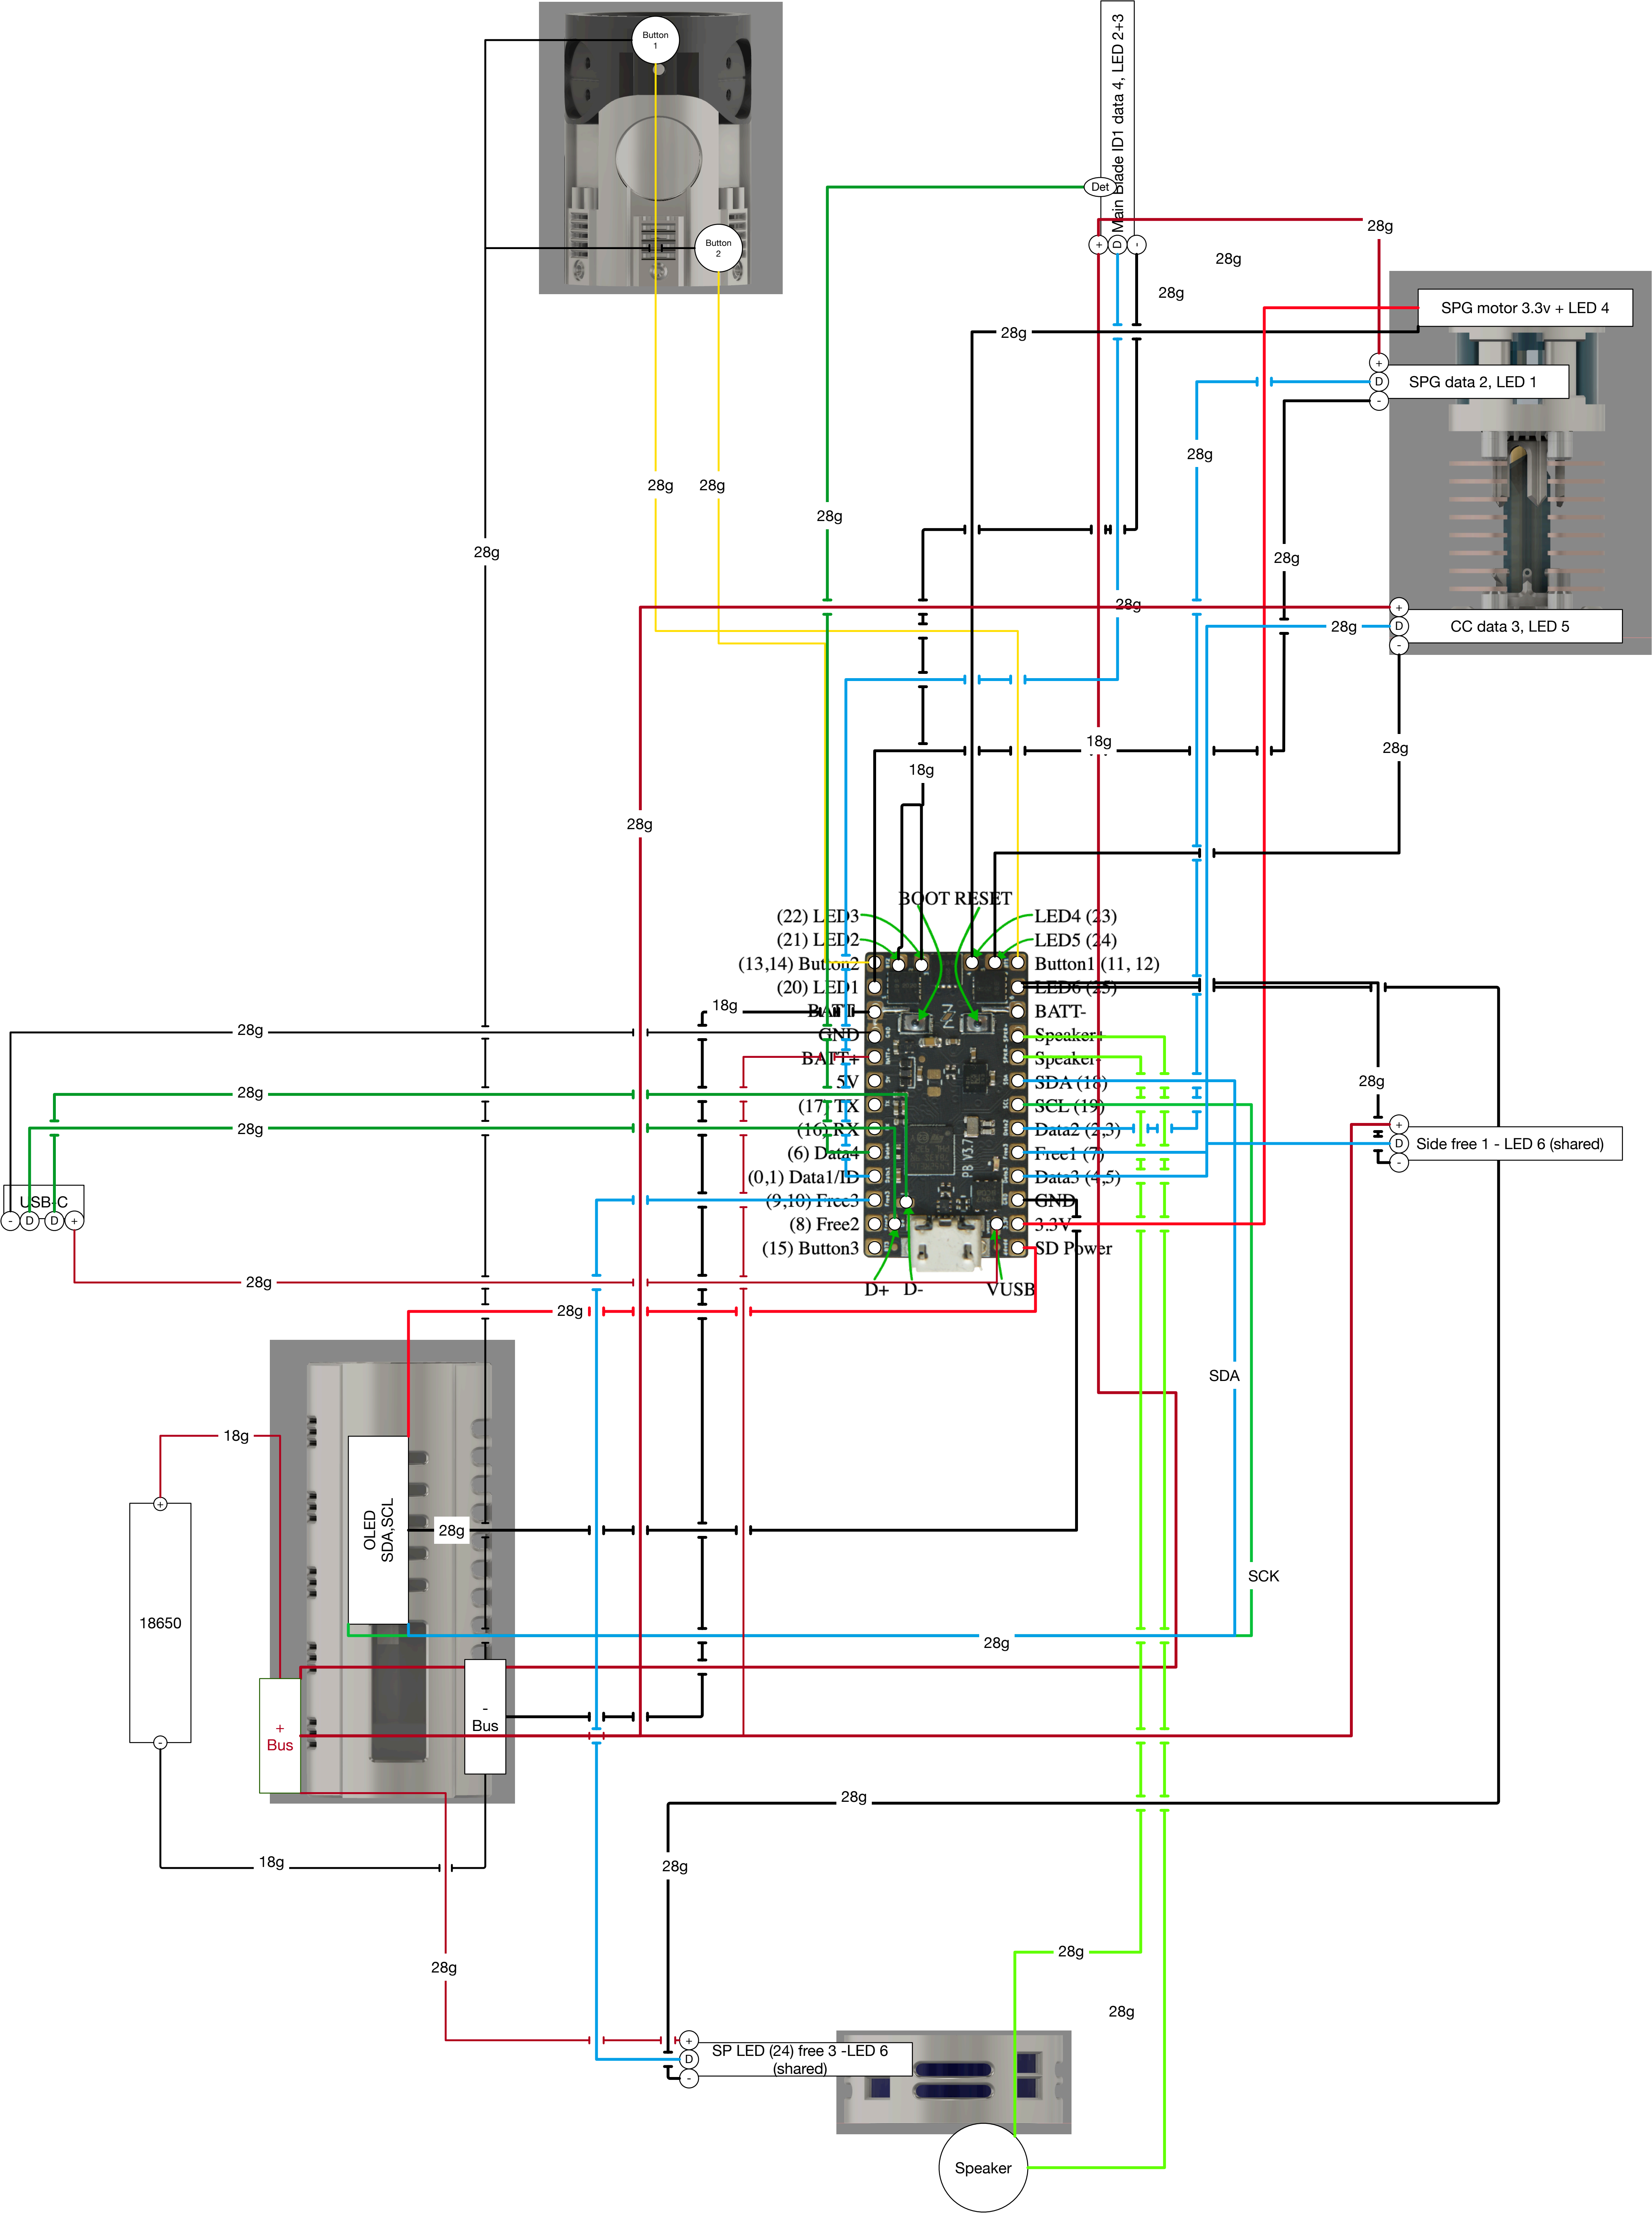 Button
1
Button
2
Main Blade ID1 data 4, LED 2+3
Det
+
D
-
28g
28g
28g
SPG motor 3.3v + LED 4
28g
+
D
SPG data 2, LED 1
-
28g
28g
28g
28g
28g
28g
28g
28g
+
D
CC data 3, LED 5
-
28g
18g
28g
18g
28g
BOOT RESET
(22) LED3
LED4 (23)
(21) LED2
LED5 (24)
(13,14) Button2
Button1 (11, 12)
(20) LED1
LED6 (25)
18g
BATT-
BATT-
28g
GND
Speaker+
BATT+
Speaker-
5V
SDA (18)
28g
28g
(17) TX
SCL (19)
28g
(16) RX
Data2 (2,3)
(6) Data4
Free1 (7)
(0,1) Data1/ID
Data3 (4,5)
(9,10) Free3
GND
(8) Free2
3.3V
(15) Button3
SD Power
P B V3.7
D+
D-
VUSB
+
D
Side free 1 - LED 6 (shared)
-
USB-C
-
D
D
+
28g
28g
SDA
18g
+
OLED
SDA,SCL
28g
SCK
18650
28g
-
Bus
+
Bus
-
28g
18g
28g
28g
28g
28g
+
D
SP LED (24) free 3 -LED 6
(shared)
-
Speaker